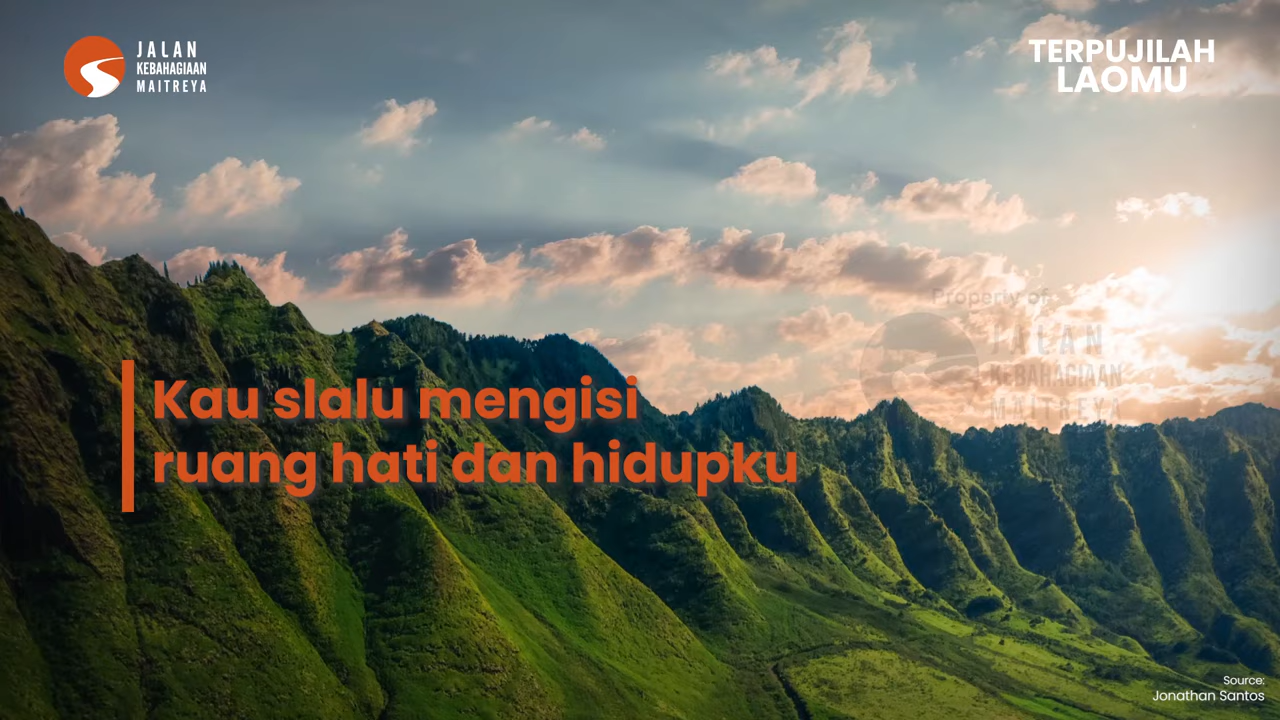 JALAN
KEBAHAGIAAN
MAITREYA
TERPUJILAH
LAOMU
Property of
JALAN
KEBAHAGIAAN
MAITREYA
Kau slalu mengisi
ruang hati dan hidupku
Source:
Jonathan Santos